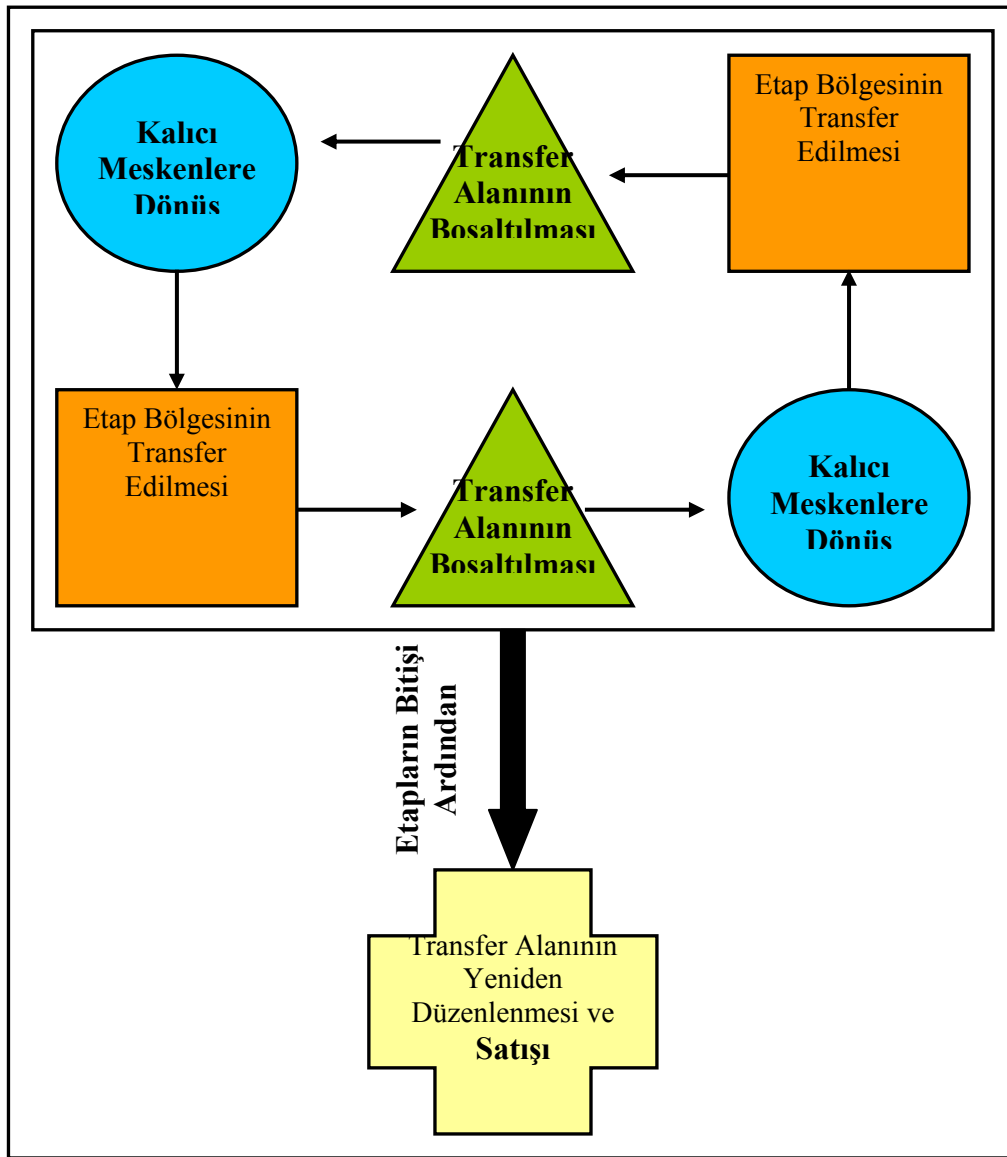 Kalıcı
Meskenlere
Dönüş
Transfer
Alanının
Boşaltılması
Etap Bölgesinin
Transfer
Edilmesi
Etap Bölgesinin
Transfer
Edilmesi
Transfer
Alanının
Boşaltılması
Kalıcı
Meskenlere
Dönüş
Etapların Bitişi
Ardından
Transfer Alanının
Yeniden
Düzenlenmesi ve
Satışı